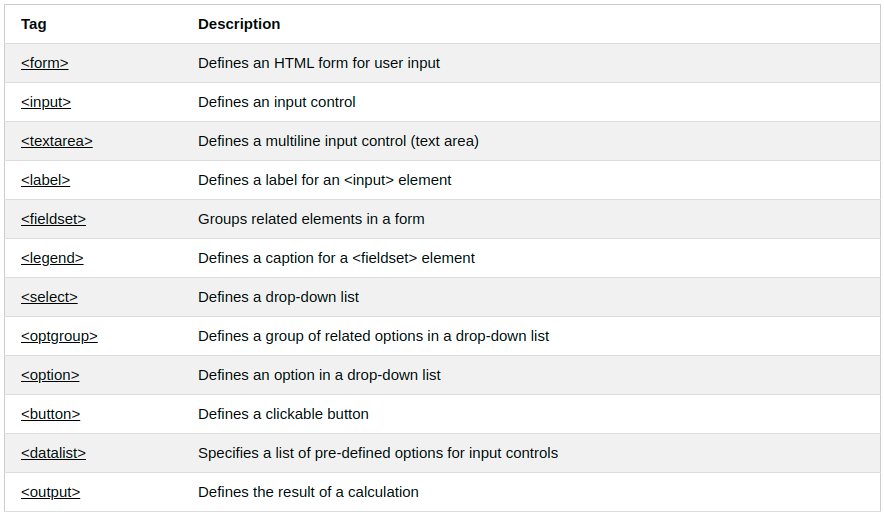 Tag Description
<form> Defines an HTML form for user input
<input> Defines an input control
<textarea> Defines a multiline input control (text area)
<label> Defines a label for an <input> element
<fieldset> Groups related elements in a form
<legend> Defines a caption for a <fieldset> element
<select> Defines a drop-down list
<optgroup> Defines a group of related options in a drop-down list
<option> Defines an option in a drop-down list
<button> Defines a clickable button
<datalist> Specifies a list of pre-defined options for input controls
<output> Defines the result of a calculation